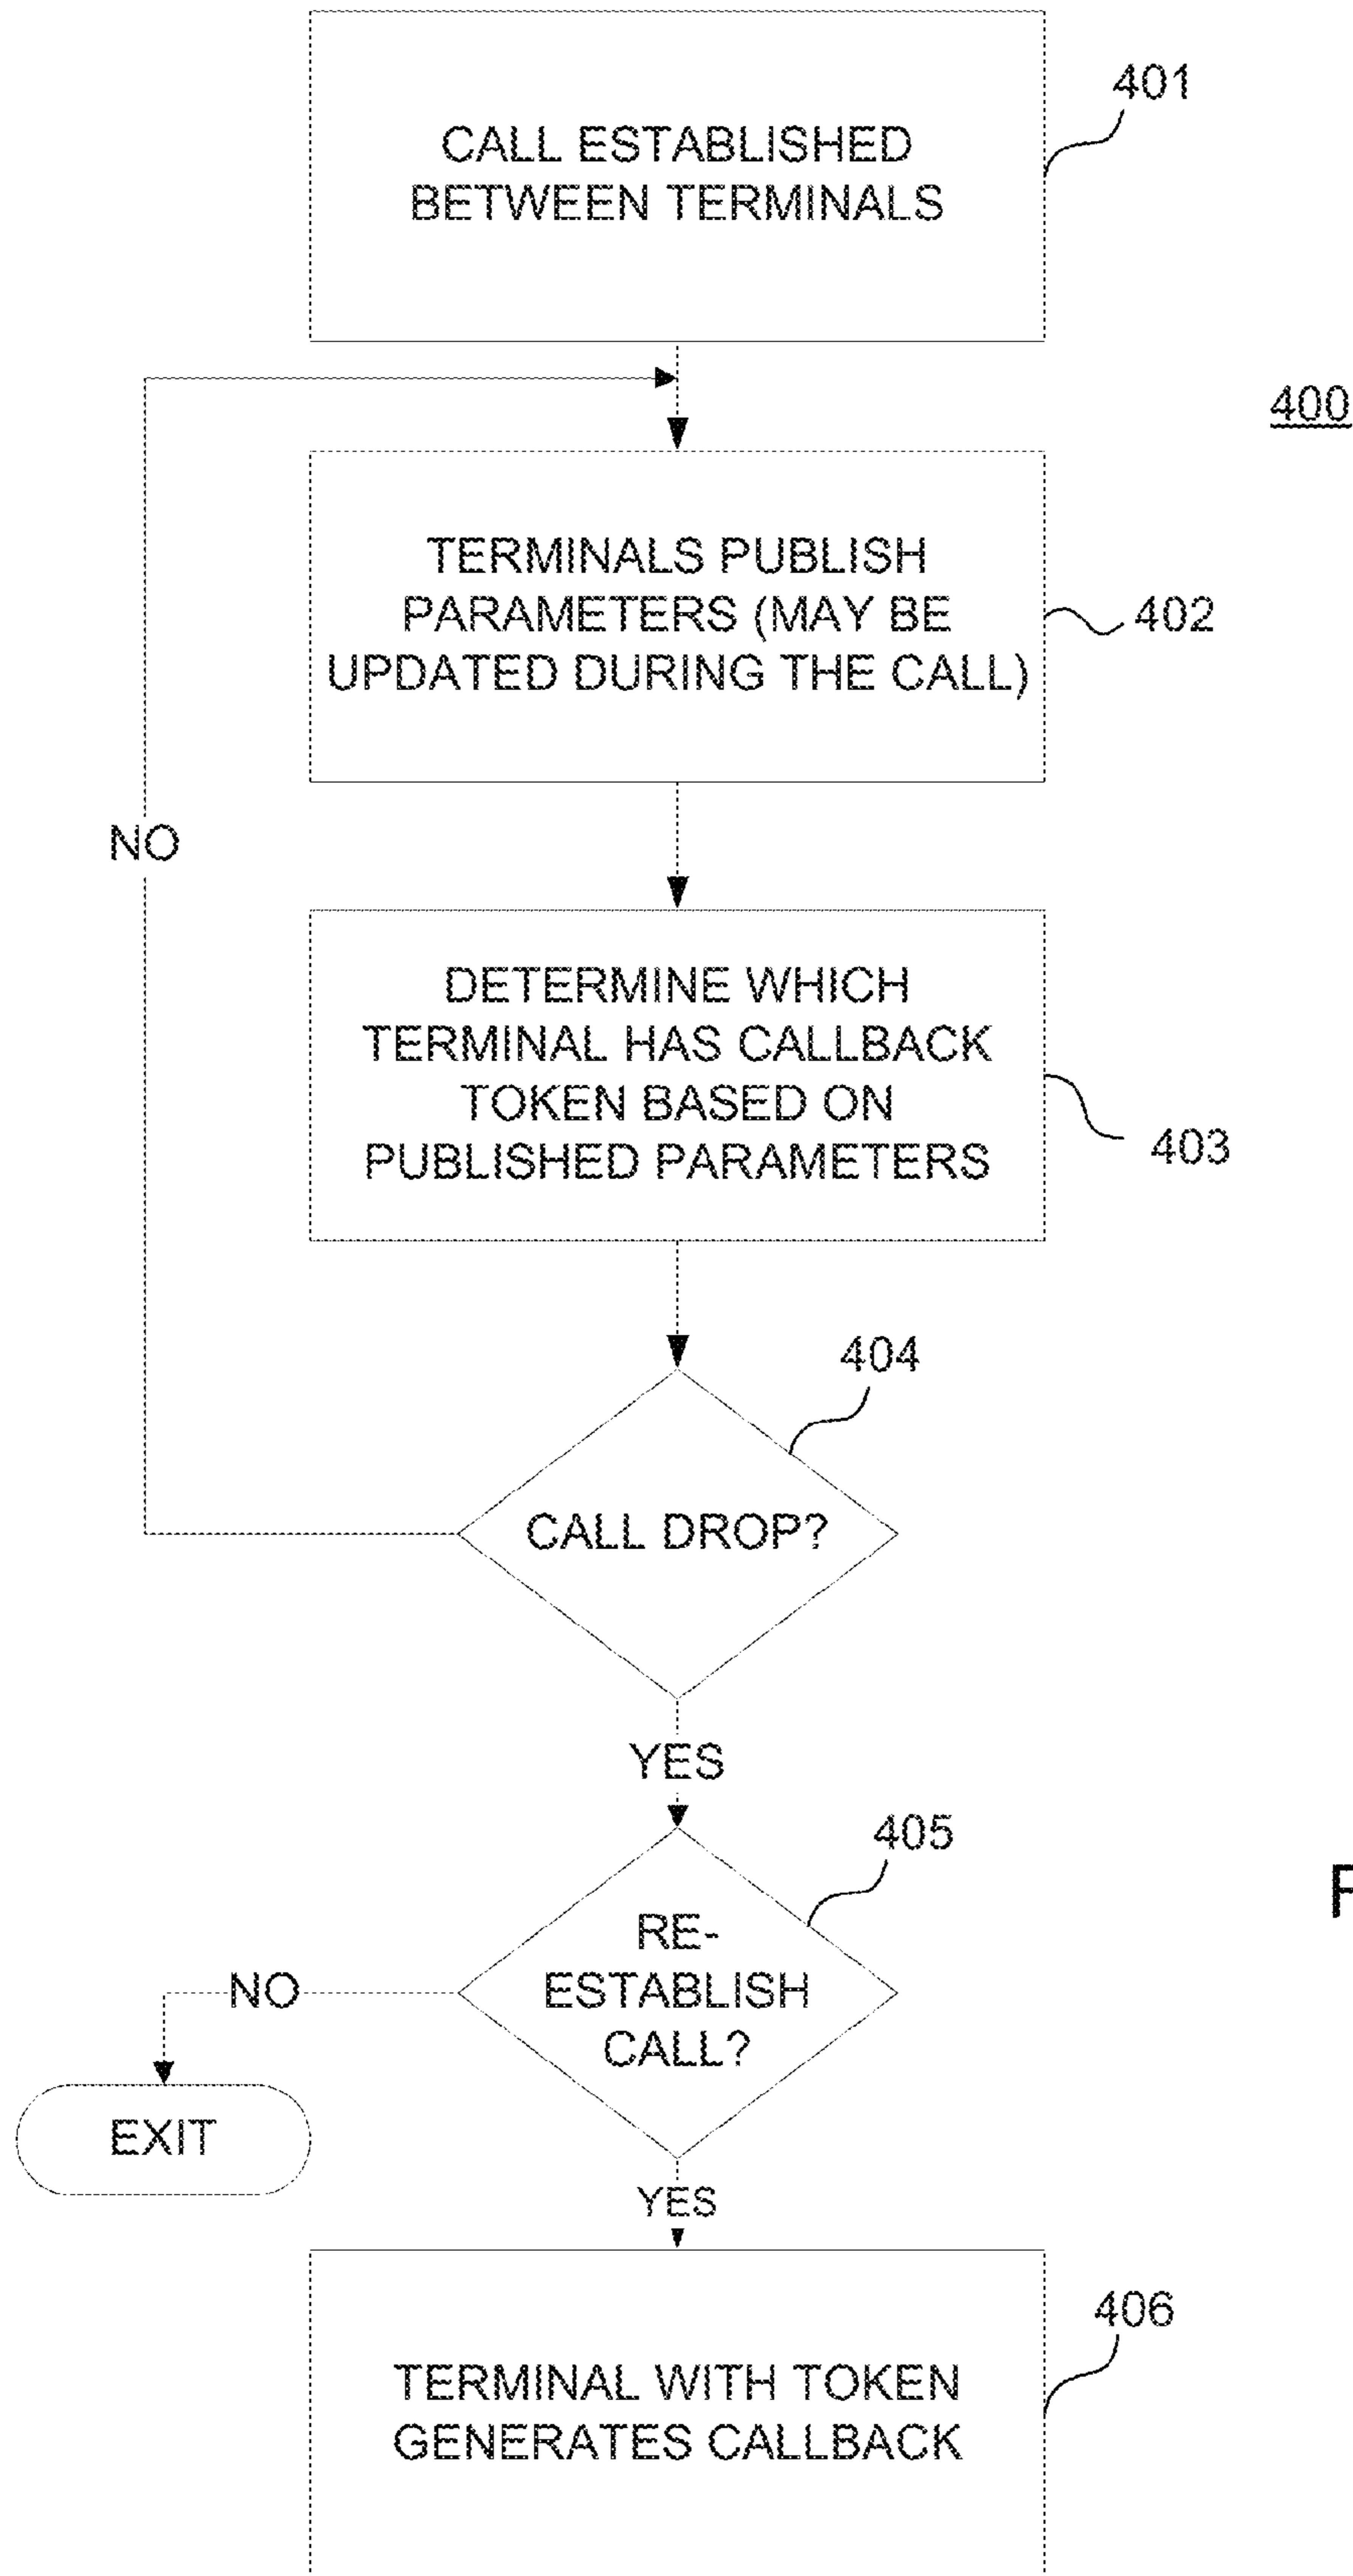 CALL ESTABLISHED
BETWEEN TERMINALS
401
400
TERMINALS PUBLISH
PARAMETERS (MAY BE
UPDATED DURING THE CALL)
402
NO
DETERMINE WHICH
TERMINAL HAS CALLBACK
TOKEN BASED ON
PUBLISHED PARAMETERS
403
404
CALL DROP?
YES
405
RE-
ESTABLISH
CALL?
NO
EXIT
YES
TERMINAL WITH TOKEN
GENERATES CALLBACK
406